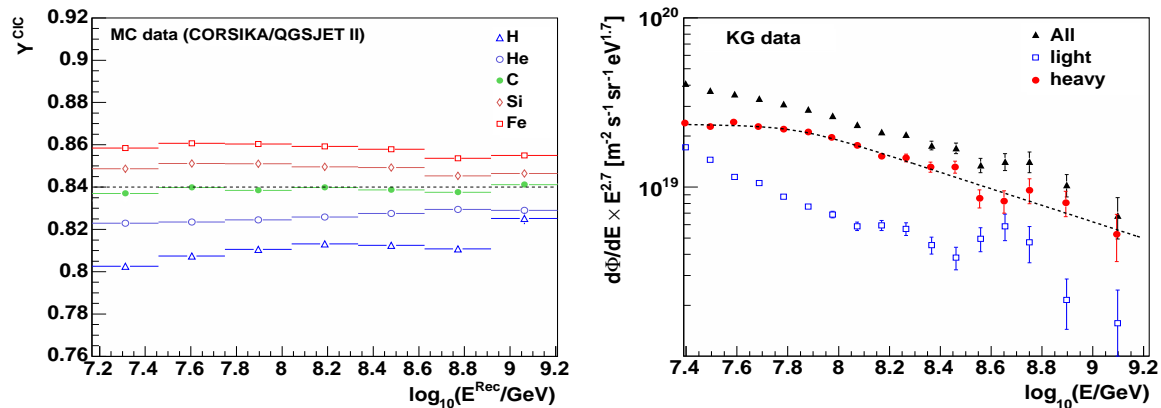 MC data (CORSIKA/QGSJET II)
Y^CIC
0.92
0.9
0.88
0.86
0.84
0.82
0.8
0.78
0.76
H
He
C
Si
Fe
7.2 7.4 7.6 7.8 8 8.2 8.4 8.6 8.8 9 9.2
log₁₀(E^Rec/GeV)
KG data
dΦ/dE × E^2.7 [m⁻² s⁻¹ sr⁻¹ eV^1.7]
10²⁰
10¹⁹
All
light
heavy
7.4 7.6 7.8 8 8.2 8.4 8.6 8.8 9 9.2
log₁₀(E/GeV)